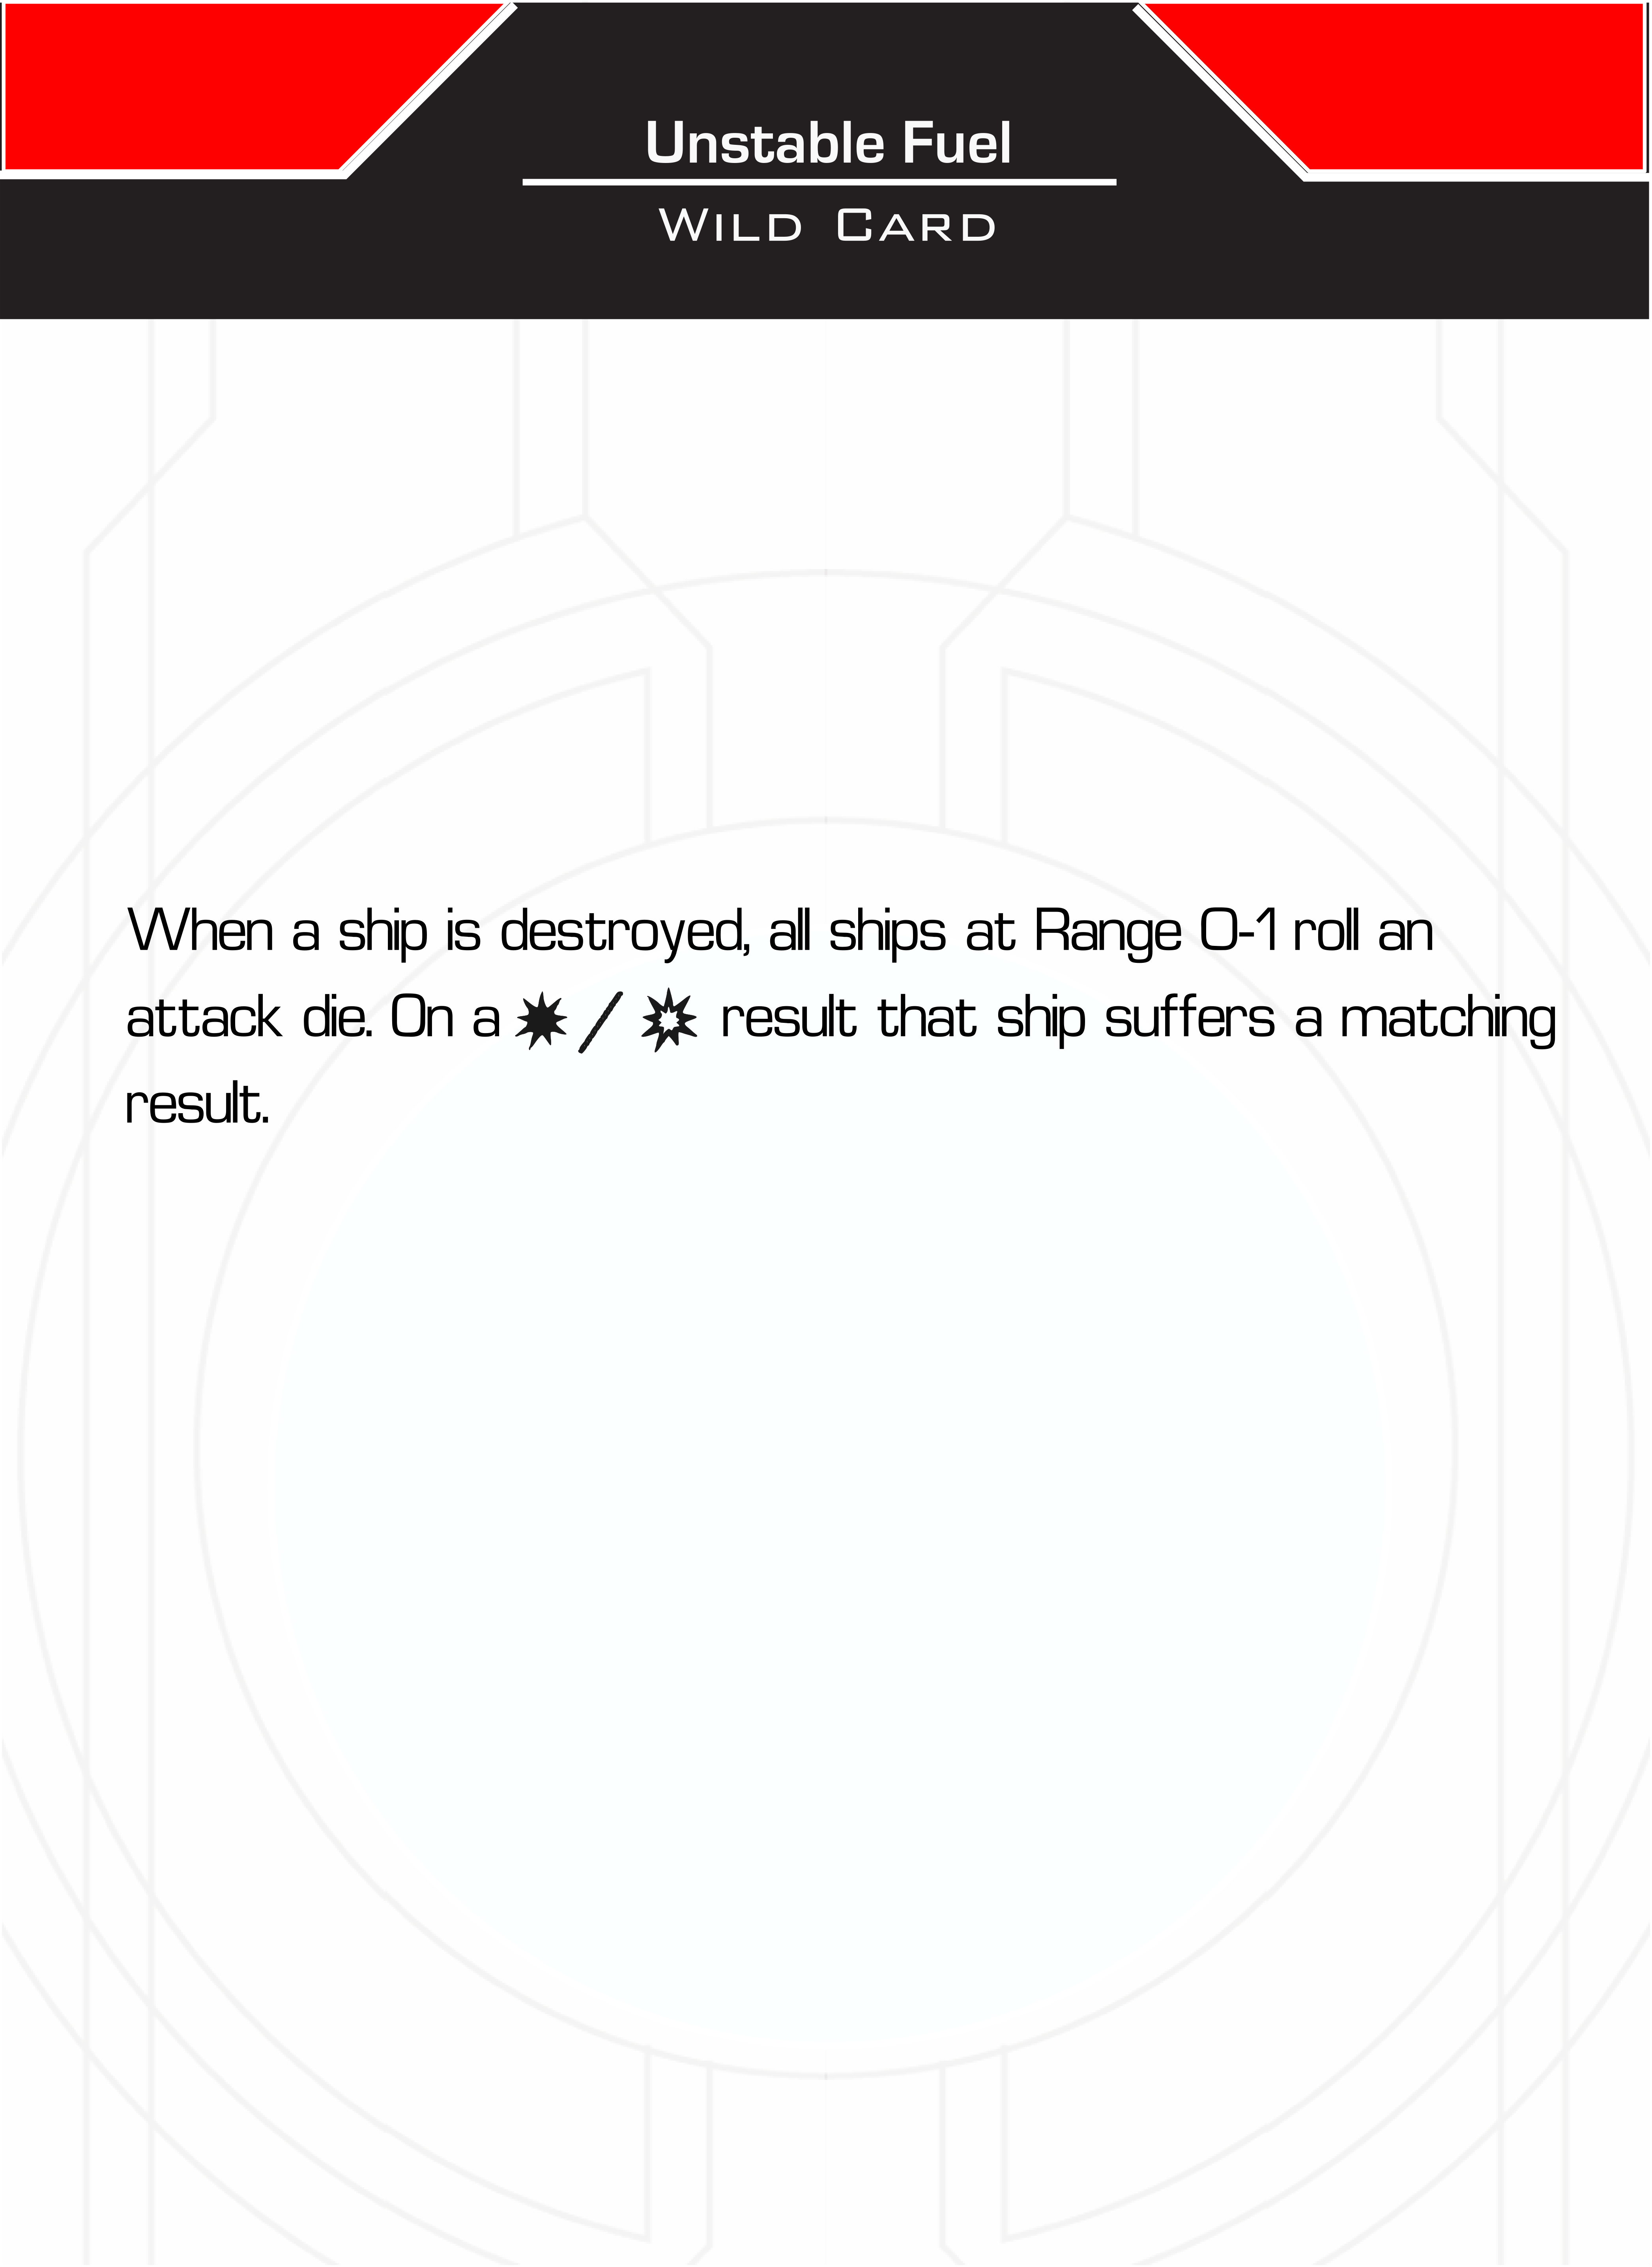 Unstable Fuel
Wild Card
When a ship is destroyed, all ships at Range 0-1 roll an
attack die. On a / result that ship suffers a matching
result.